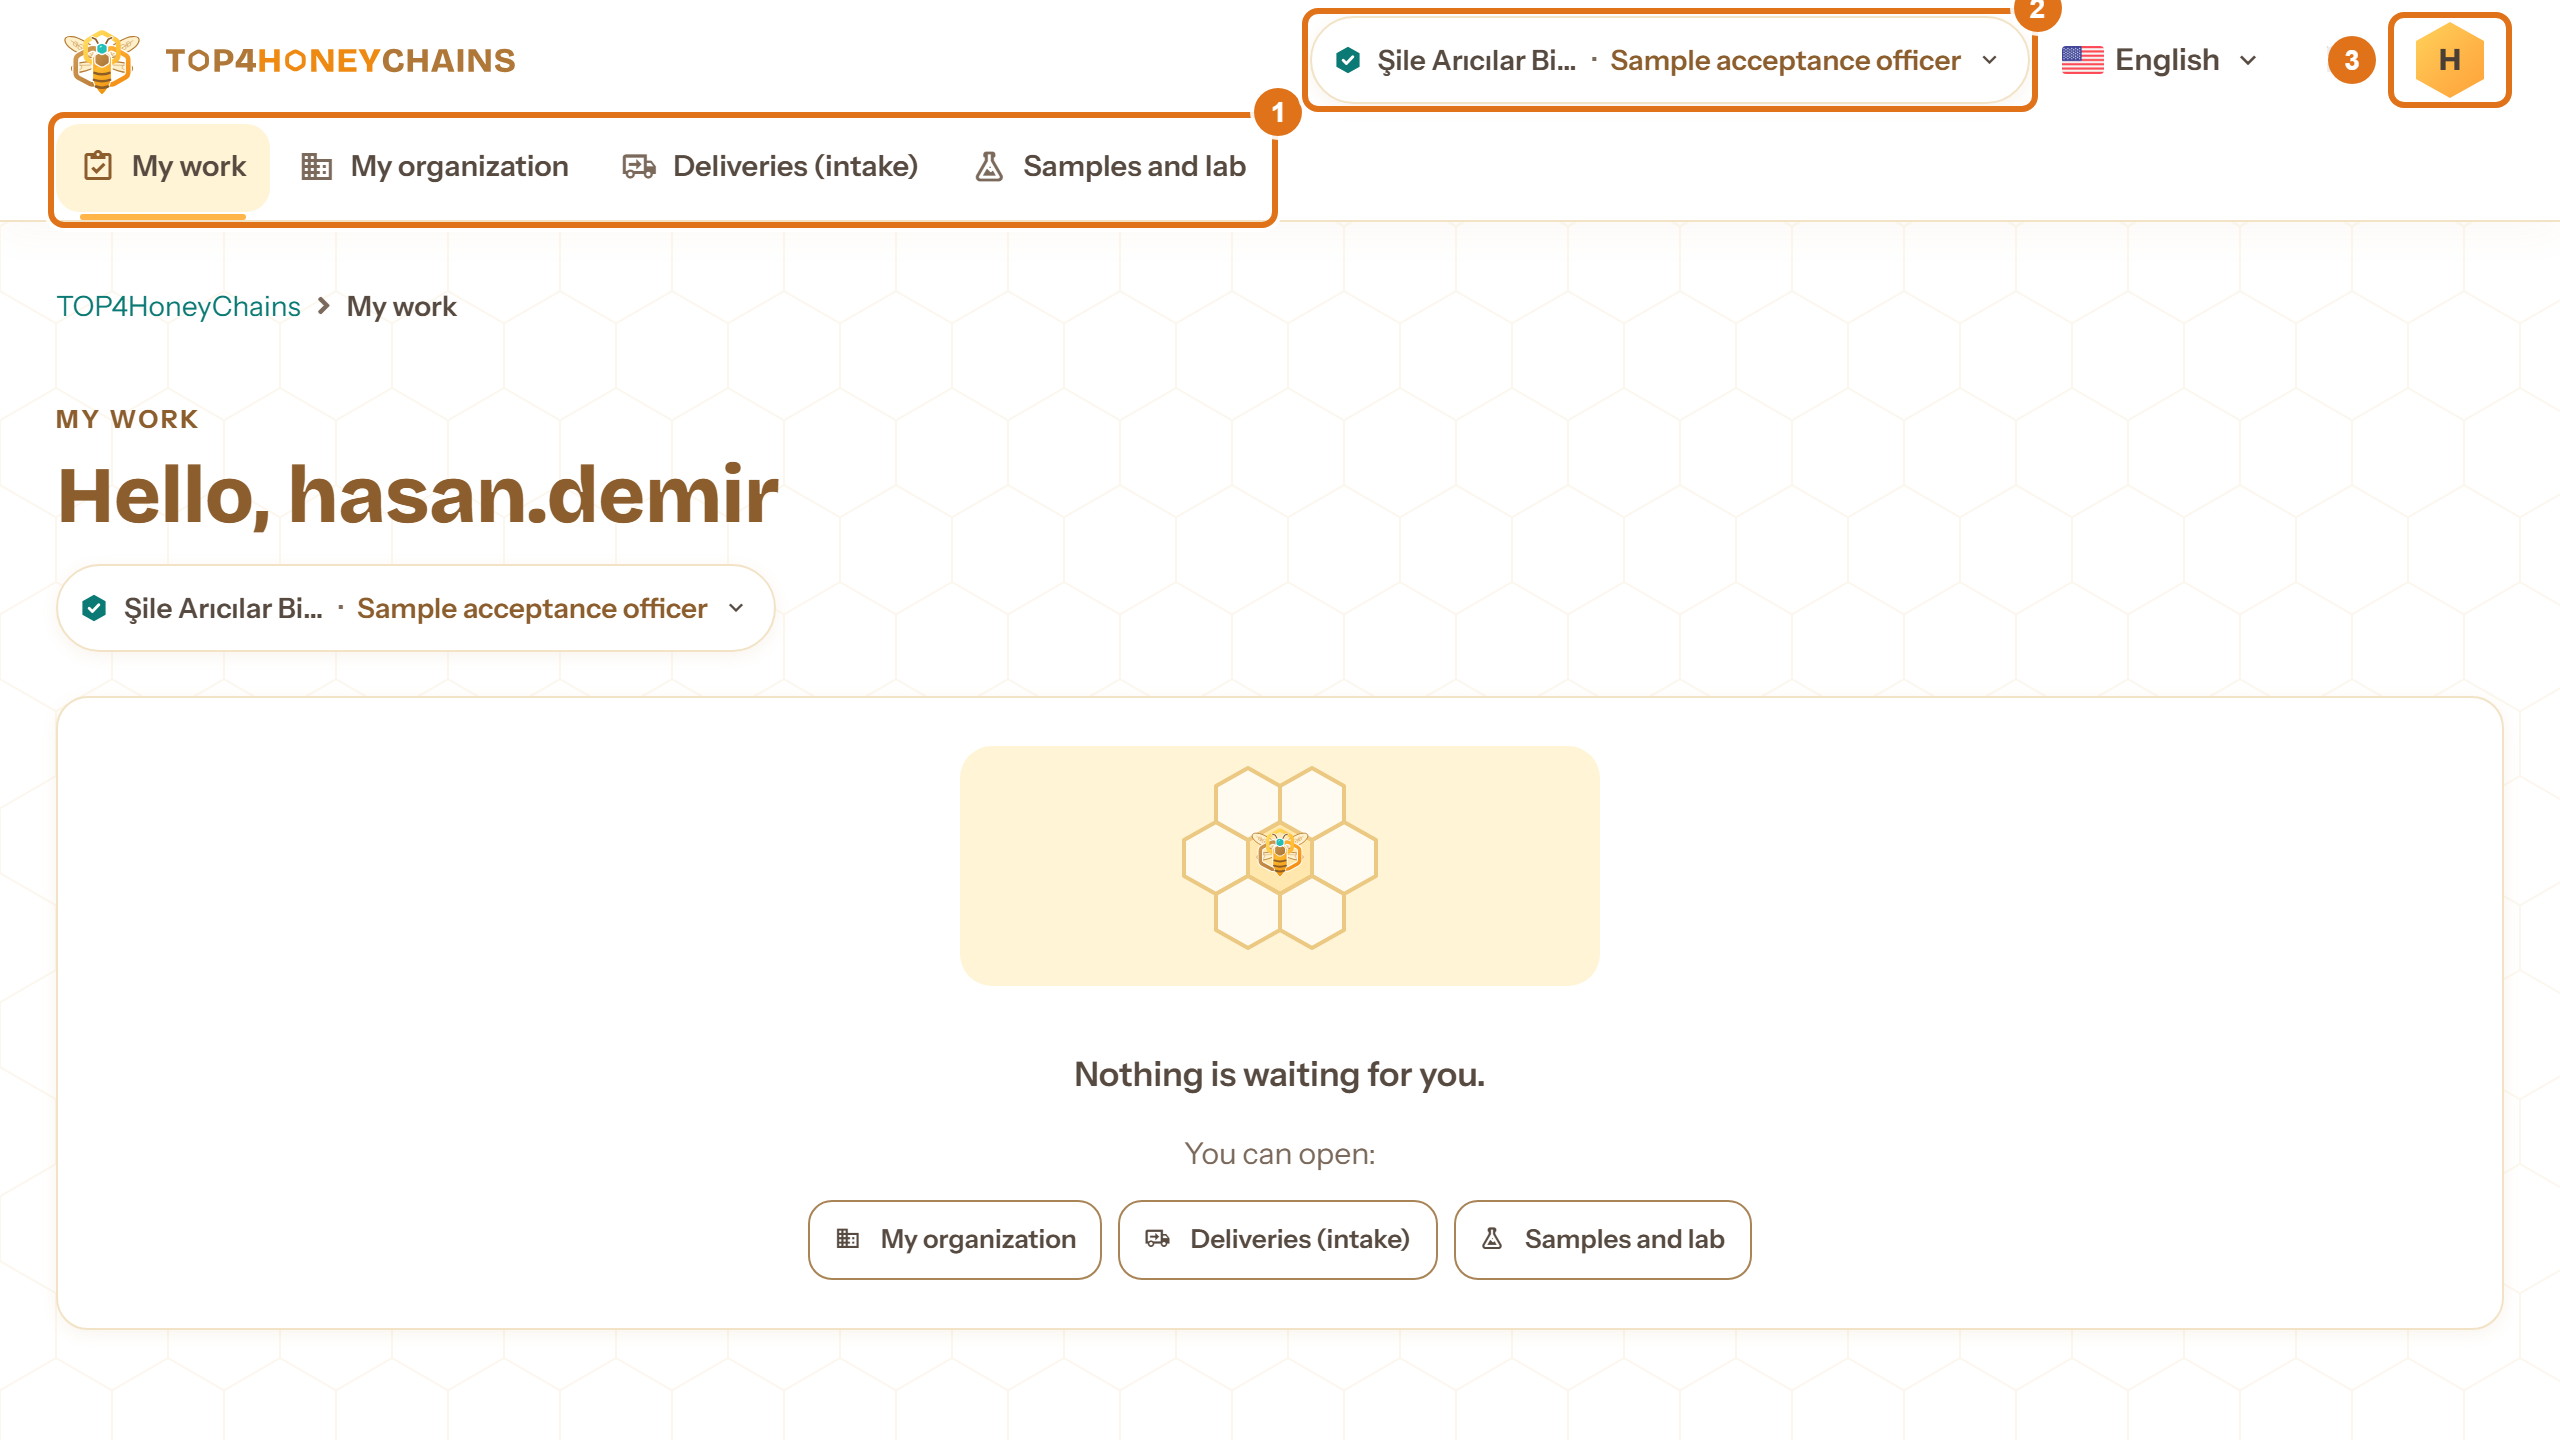 TOP4HONEYCHAINS
Şile Arıcılar Bi... · Sample acceptance officer
2
English
3
H
1
My work
My organization
Deliveries (intake)
Samples and lab
TOP4HoneyChains > My work
MY WORK
Hello, hasan.demir
Şile Arıcılar Bi... · Sample acceptance officer
Nothing is waiting for you.
You can open:
My organization
Deliveries (intake)
Samples and lab